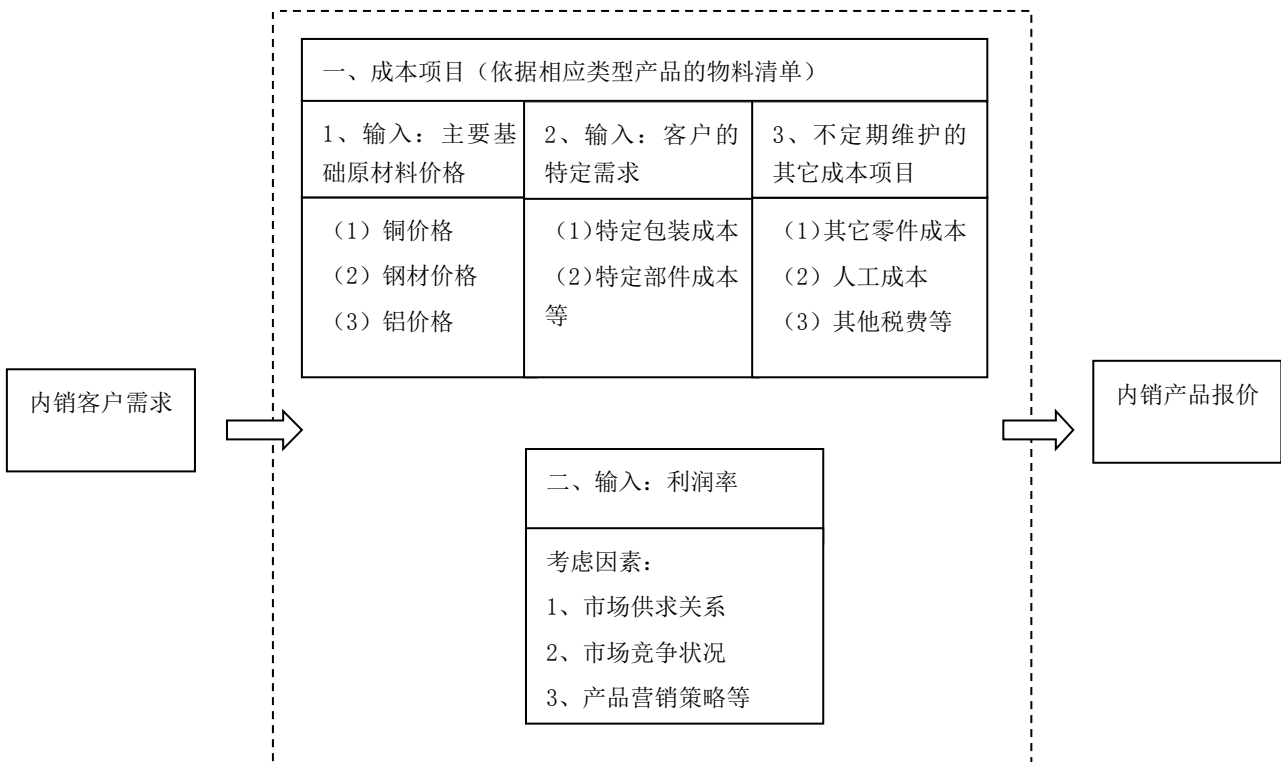 一、成本项目（依据相应类型产品的物料清单）
1、输入：主要基
础原材料价格
2、输入：客户的
特定需求
3、不定期维护的
其它成本项目
（1）铜价格
（2）钢材价格
（3）铝价格
（1）特定包装成本
（2）特定部件成本
等
（1）其它零件成本
（2）人工成本
（3）其他税费等
内销客户需求
内销产品报价
二、输入：利润率
考虑因素：
1、市场供求关系
2、市场竞争状况
3、产品营销策略等